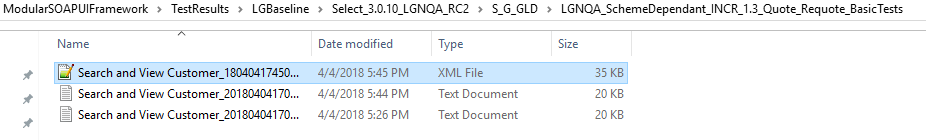 ModularSOAPUIFramework > TestResults > LGBaseline > Select_3.0.10_LGNQA_RC2 > S_G_GLD > LGNQA_SchemeDependant_INCR_1.3_Quote_Requote_BasicTests
Name Date modified Type Size
Search and View Customer_18040417450... 4/4/2018 5:45 PM XML File 35 KB
Search and View Customer_20180404170... 4/4/2018 5:44 PM Text Document 20 KB
Search and View Customer_20180404170... 4/4/2018 5:26 PM Text Document 20 KB